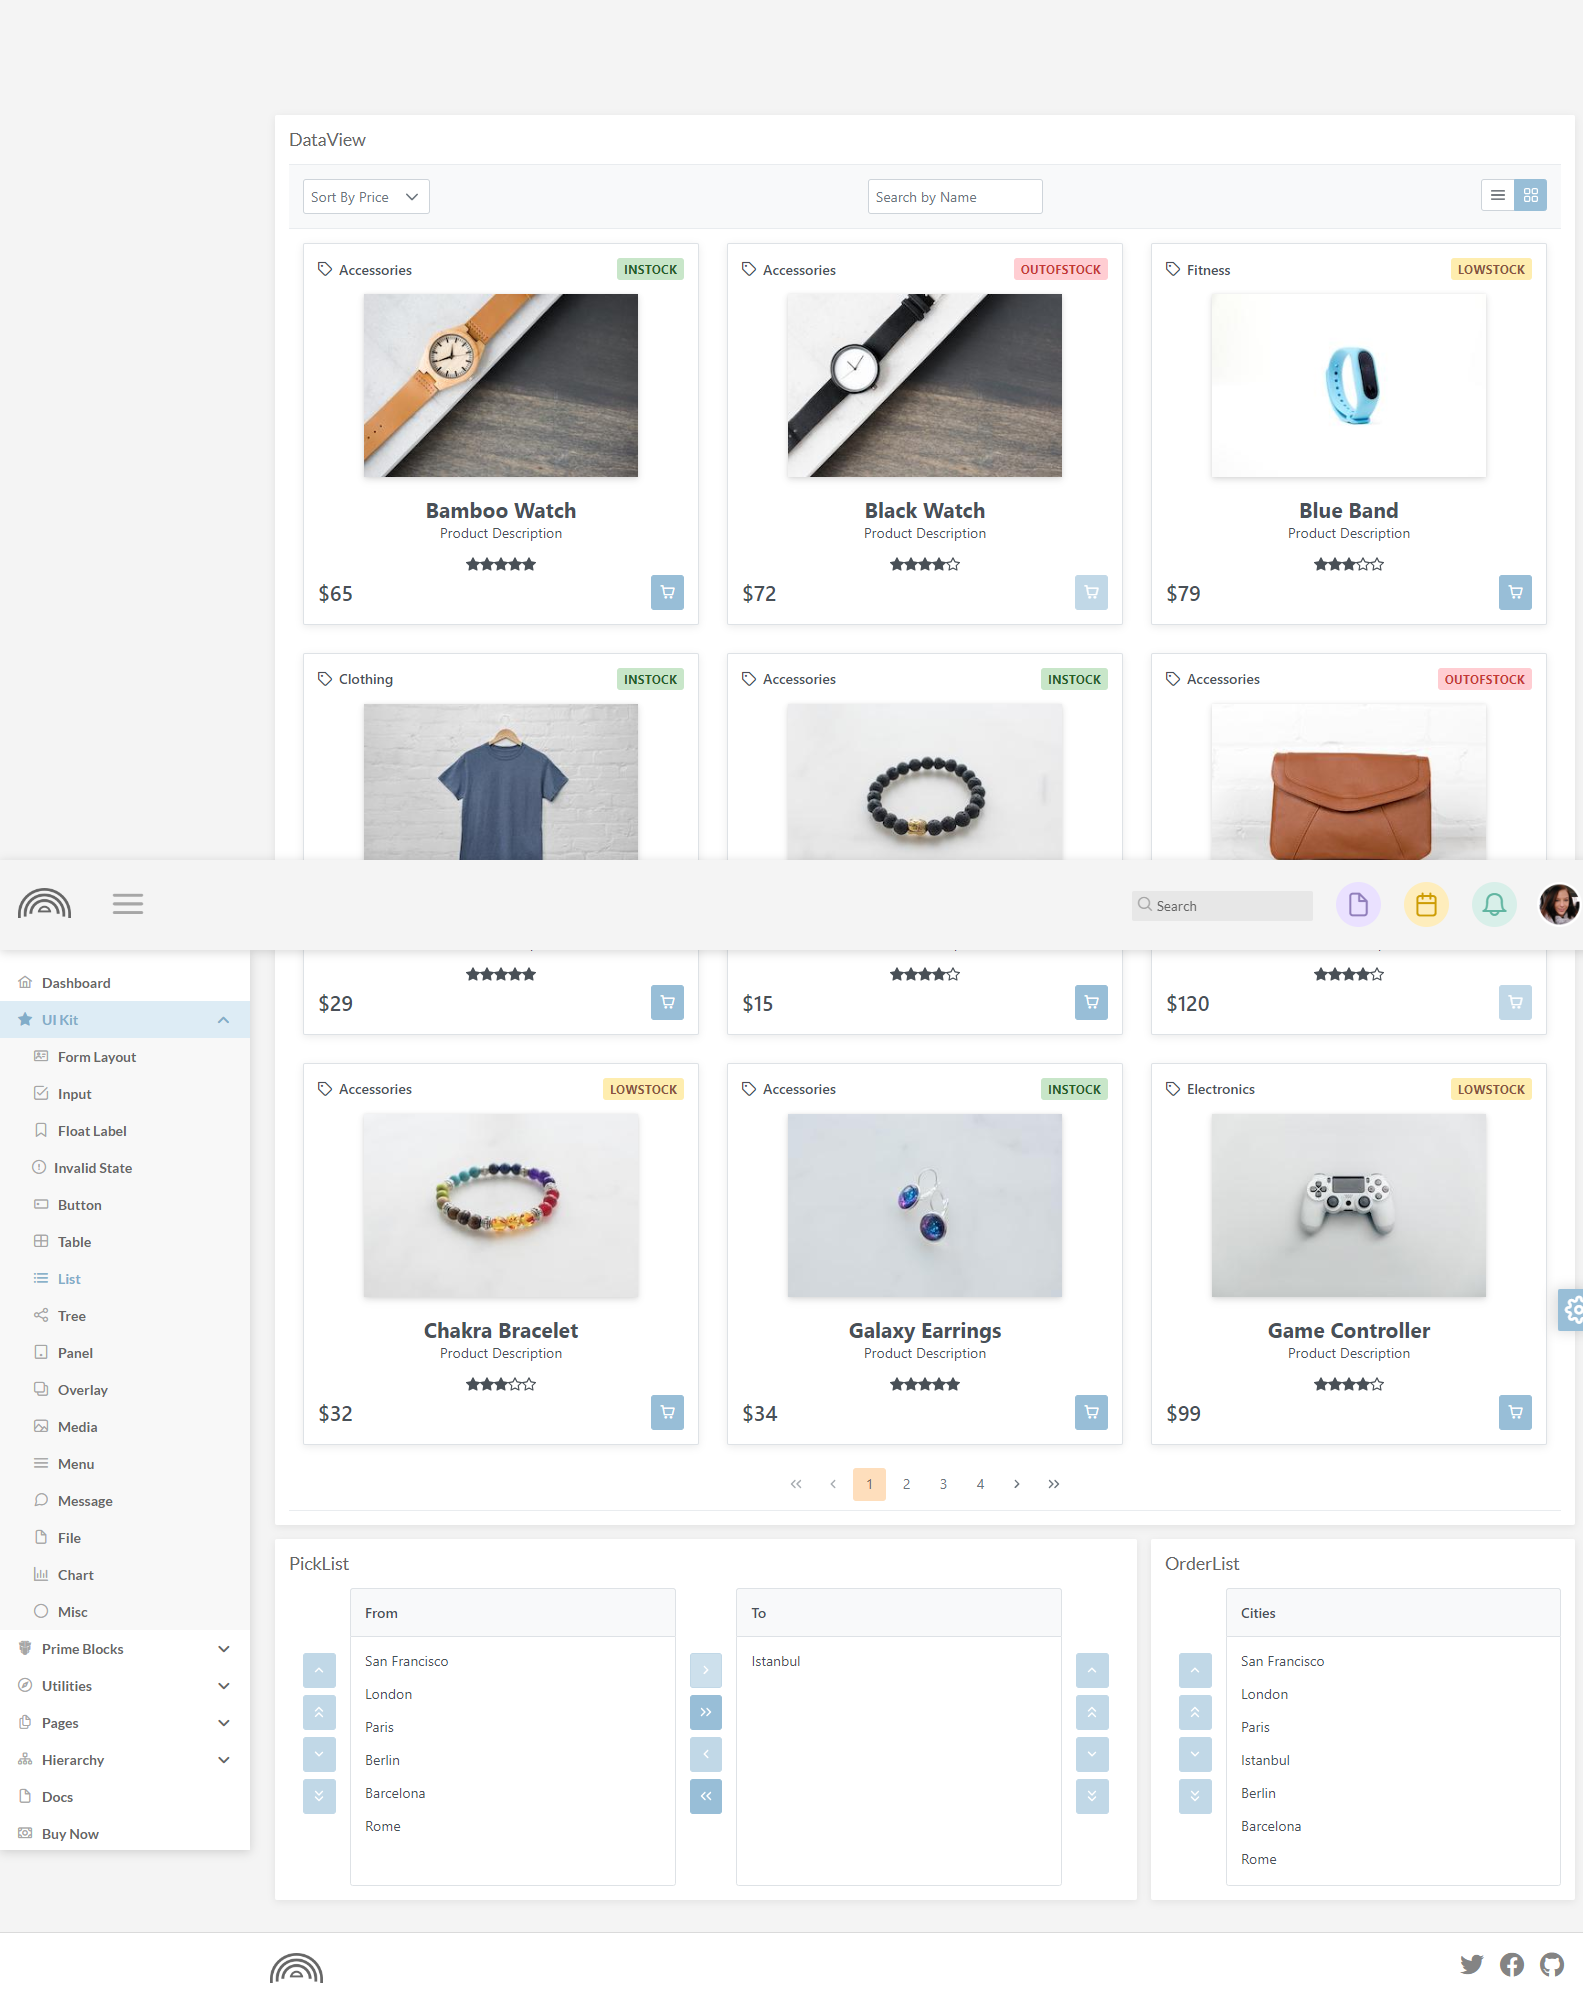 DataView
Sort By Price
Search by Name
Accessories
INSTOCK
Bamboo Watch
Product Description
$65
Accessories
OUTOFSTOCK
Black Watch
Product Description
$72
Fitness
LOWSTOCK
Blue Band
Product Description
$79
Clothing
INSTOCK
Accessories
INSTOCK
Accessories
OUTOFSTOCK
Search
$29
$15
$120
Accessories
LOWSTOCK
Chakra Bracelet
Product Description
$32
Accessories
INSTOCK
Galaxy Earrings
Product Description
$34
Electronics
LOWSTOCK
Game Controller
Product Description
$99
1 2 3 4
Dashboard
UI Kit
Form Layout
Input
Float Label
Invalid State
Button
Table
List
Tree
Panel
Overlay
Media
Menu
Message
File
Chart
Misc
Prime Blocks
Utilities
Pages
Hierarchy
Docs
Buy Now
PickList
From
San Francisco
London
Paris
Berlin
Barcelona
Rome
To
Istanbul
OrderList
Cities
San Francisco
London
Paris
Istanbul
Berlin
Barcelona
Rome